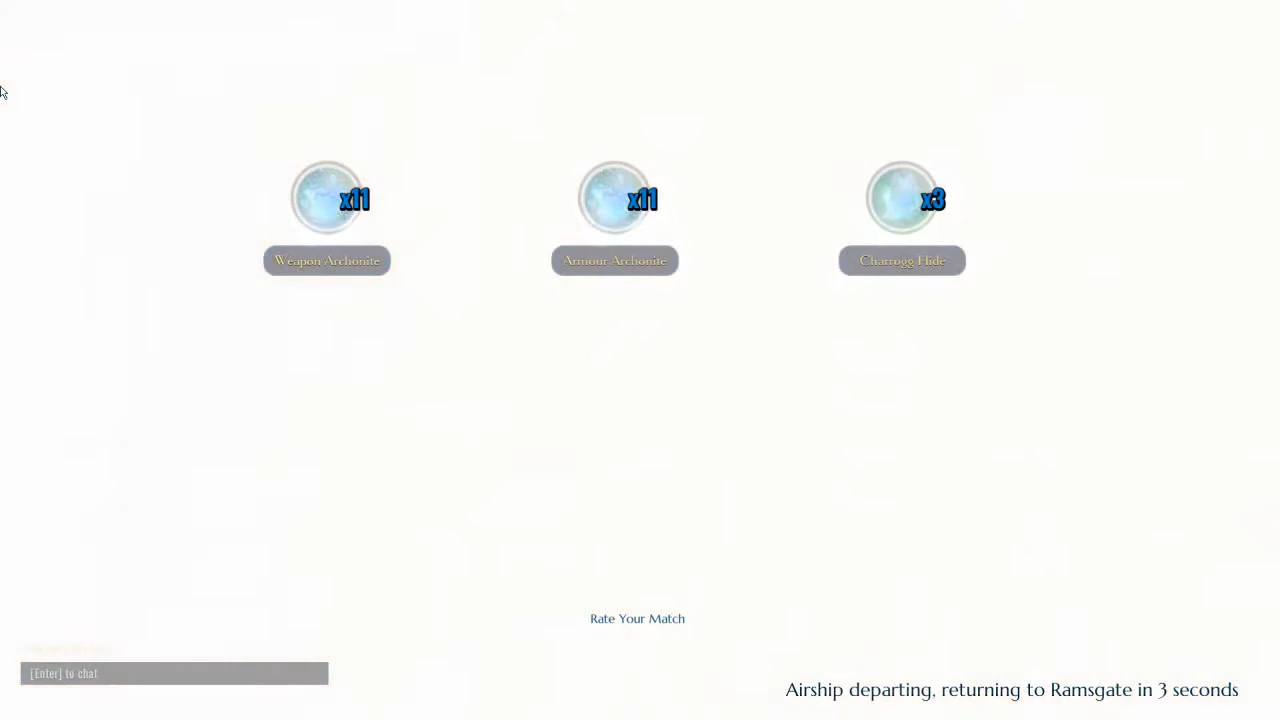 x11
x11
x3
Weapon Archonite
Armour Archonite
Charrogg Hide
Rate Your Match
[Enter] to chat
Airship departing, returning to Ramsgate in 3 seconds